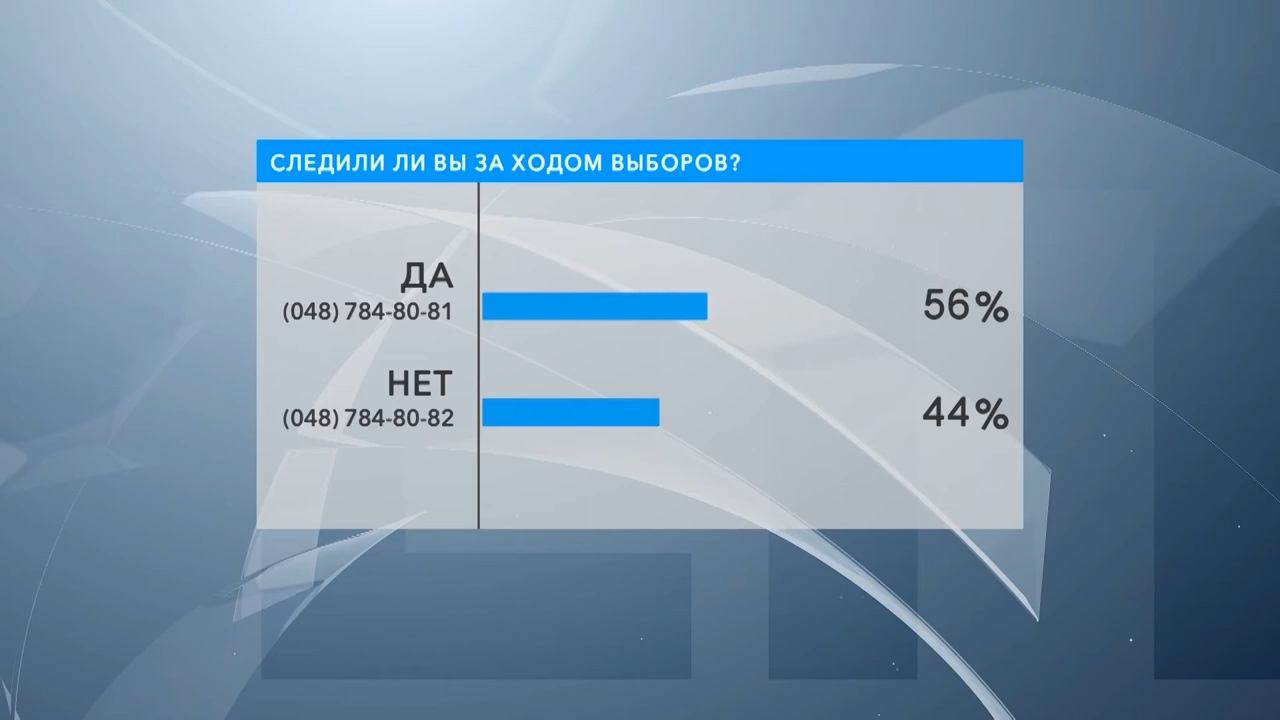 СЛЕДИЛИ ЛИ ВЫ ЗА ХОДОМ ВЫБОРОВ?
ДА
(048) 784-80-81
56%
НЕТ
(048) 784-80-82
44%